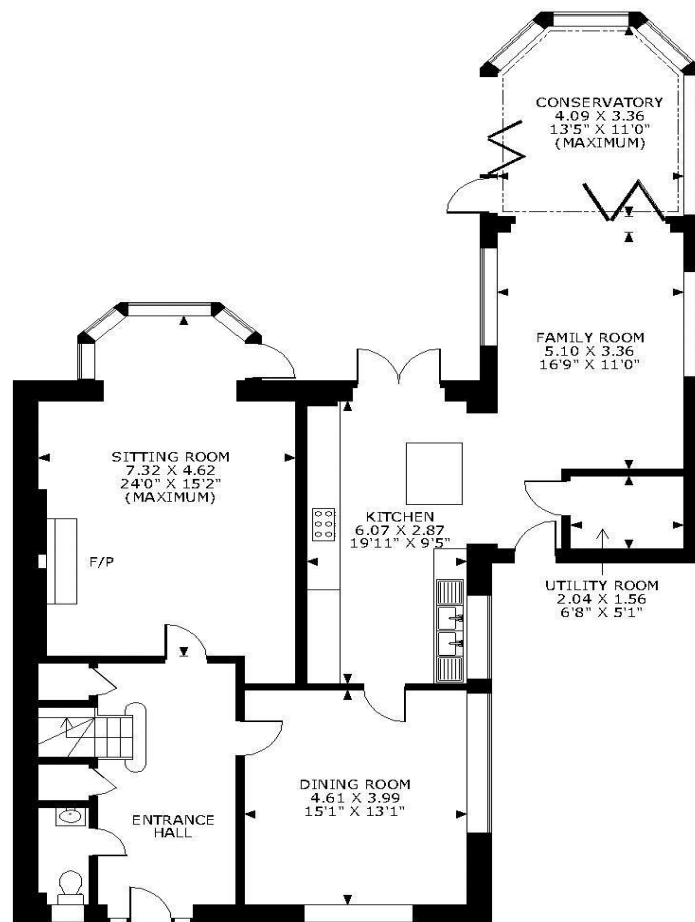 CONSERVATORY
4.09 X 3.36
13'5" X 11'0"
(MAXIMUM)
FAMILY ROOM
5.10 X 3.36
16'9" X 11'0"
SITTING ROOM
7.32 X 4.62
24'0" X 15'2"
(MAXIMUM)
F/P
KITCHEN
6.07 X 2.87
19'11" X 9'5"
UTILITY ROOM
2.04 X 1.56
6'8" X 5'1"
DINING ROOM
4.61 X 3.99
15'1" X 13'1"
ENTRANCE
HALL